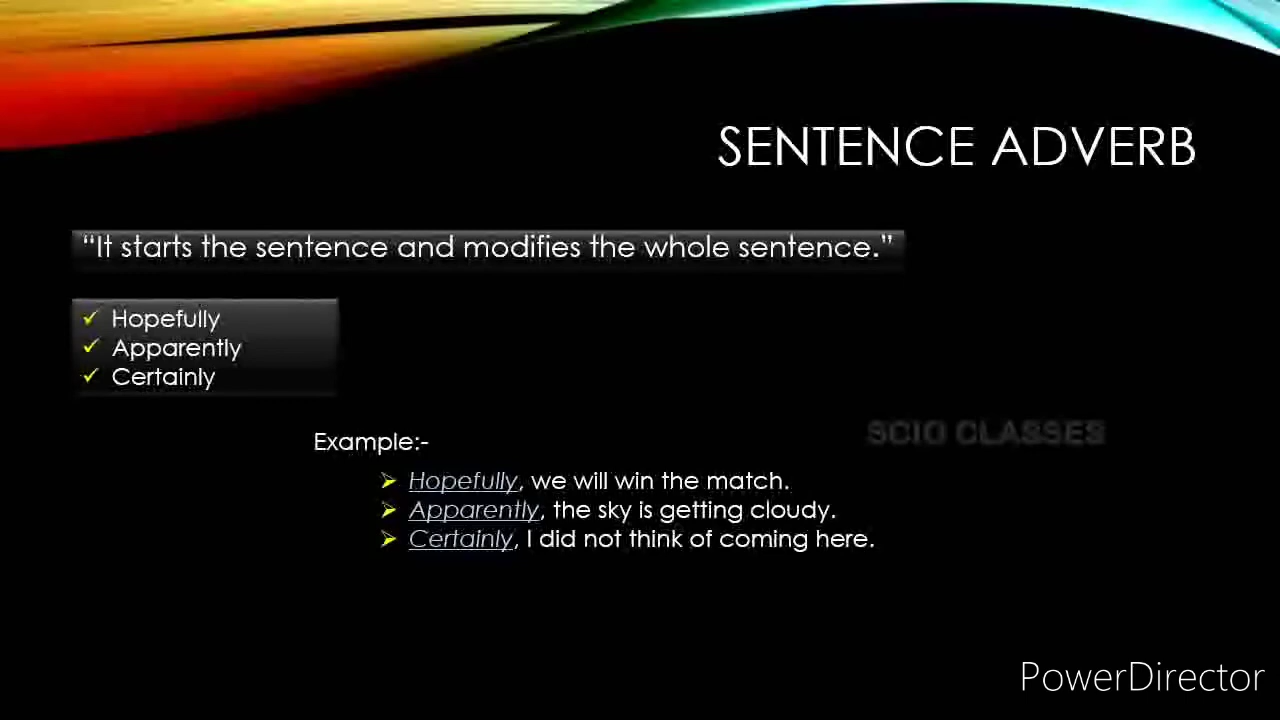 SENTENCE ADVERB
“It starts the sentence and modifies the whole sentence.”
✓ Hopefully
✓ Apparently
✓ Certainly
Example:-
SCIO CLASSES
➢ Hopefully, we will win the match.
➢ Apparently, the sky is getting cloudy.
➢ Certainly, I did not think of coming here.
PowerDirector